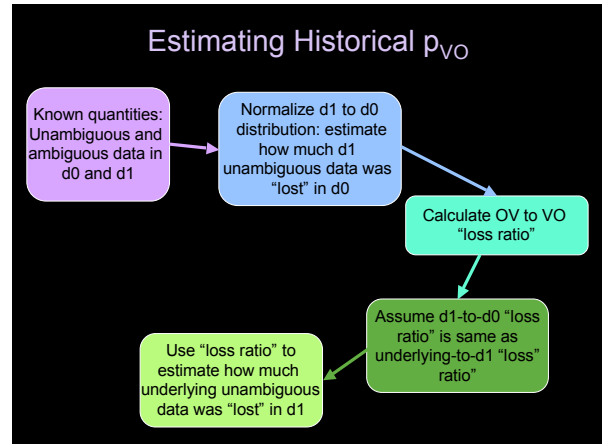 Estimating Historical pVO
Known quantities:
Unambiguous and
ambiguous data in
d0 and d1
Normalize d1 to d0
distribution: estimate
how much d1
unambiguous data was
“lost” in d0
Calculate OV to VO
“loss ratio”
Assume d1-to-d0 “loss
ratio” is same as
underlying-to-d1 “loss”
ratio”
Use “loss ratio” to
estimate how much
underlying unambiguous
data was “lost” in d1